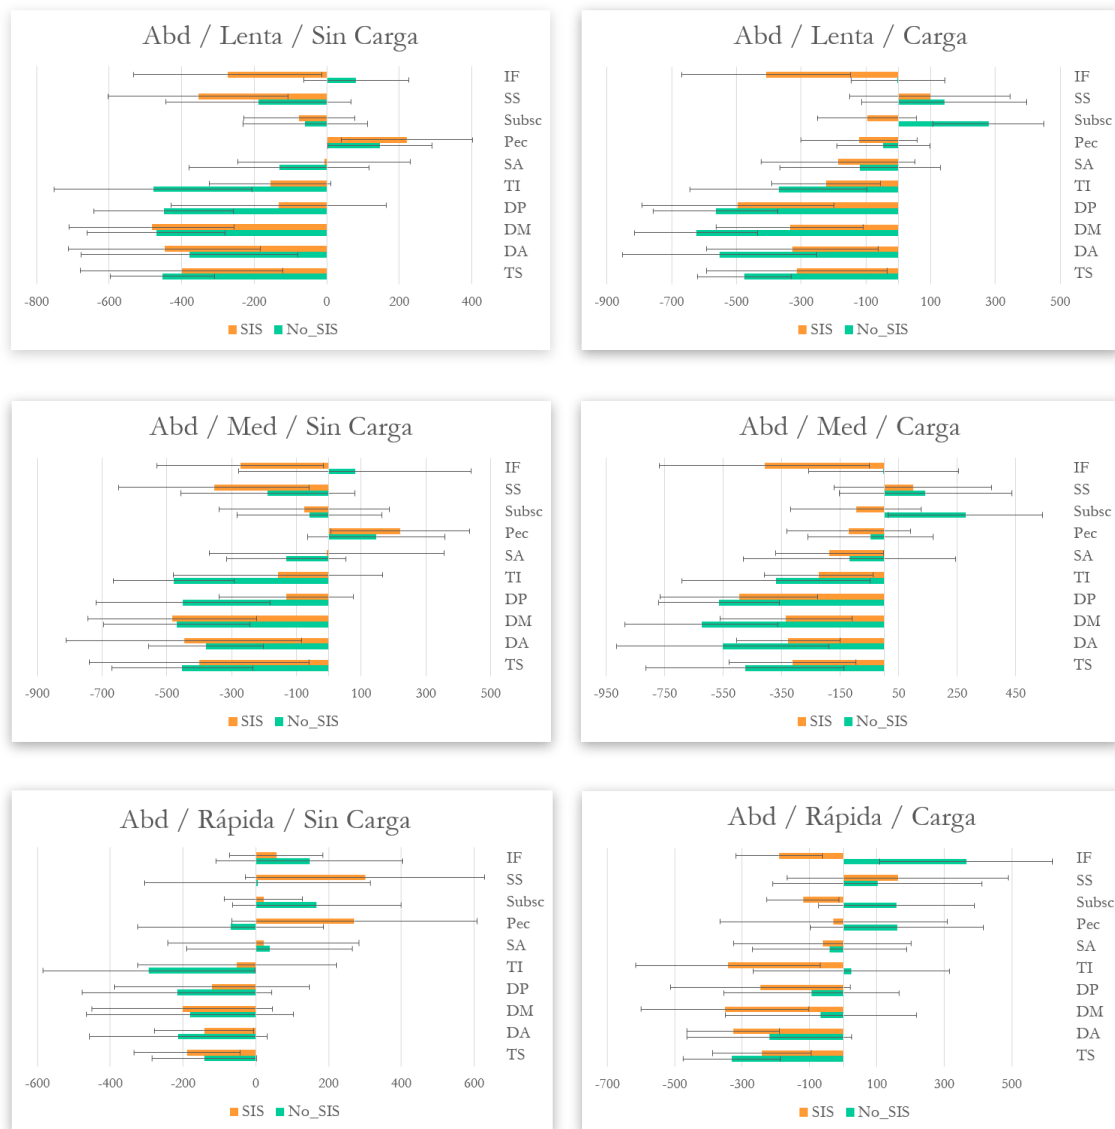 Abd / Lenta / Sin Carga
IF
SS
Subsc
Pec
SA
TI
DP
DM
DA
TS
-800 -600 -400 -200 0 200 400
SIS No_SIS
Abd / Lenta / Carga
IF
SS
Subsc
Pec
SA
TI
DP
DM
DA
TS
-900 -700 -500 -300 -100 100 300 500
SIS No_SIS
Abd / Med / Sin Carga
IF
SS
Subsc
Pec
SA
TI
DP
DM
DA
TS
-900 -700 -500 -300 -100 100 300 500
SIS No_SIS
Abd / Med / Carga
IF
SS
Subsc
Pec
SA
TI
DP
DM
DA
TS
-950 -750 -550 -350 -150 50 250 450
SIS No_SIS
Abd / Rápida / Sin Carga
IF
SS
Subsc
Pec
SA
TI
DP
DM
DA
TS
-600 -400 -200 0 200 400 600
SIS No_SIS
Abd / Rápida / Carga
IF
SS
Subsc
Pec
SA
TI
DP
DM
DA
TS
-700 -500 -300 -100 100 300 500
SIS No_SIS